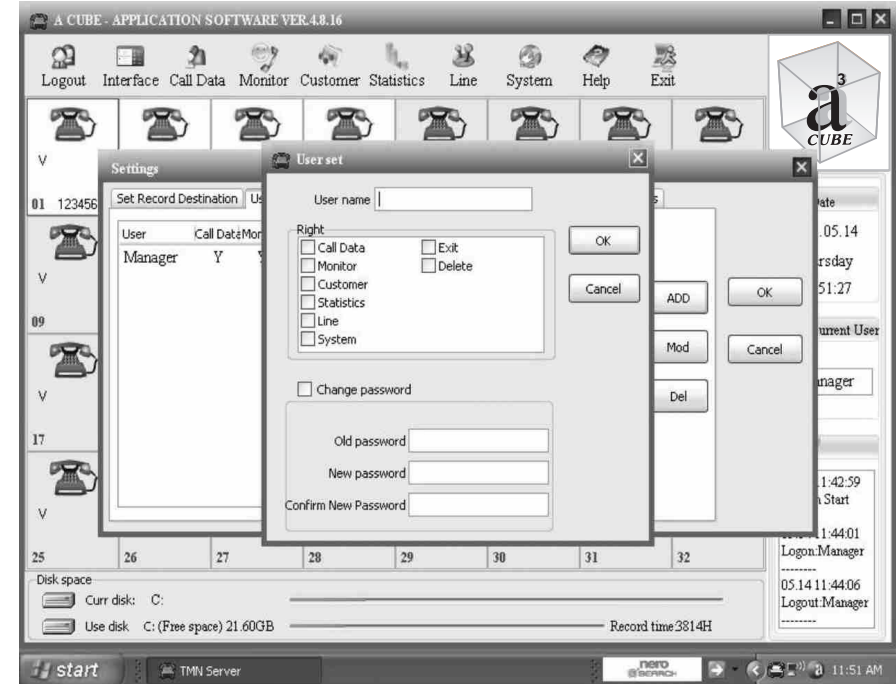 A CUBE - APPLICATION SOFTWARE VER.4.8.16
Logout Interface Call Data Monitor Customer Statistics Line System Help Exit
3
a
CUBE
V
01 123456
Settings
Set Record Destination
User Call Data
Manager Y
User set
User name
Right
Call Data Exit
Monitor Delete
Customer
Statistics
Line
System
OK
Cancel
Change password
Old password
New password
Confirm New Password
ADD
Mod
Del
OK
Cancel
.05.14
51:27
User
V
09
V
17
V
25 26 27 28 29 30 31 32
1:42:59
Start
11:44:01
Logon:Manager
--------
05.14 11:44:06
Logout:Manager
--------
Disk space
Curr disk: C:
Use disk C: (Free space) 21.60GB
Record time:3814H
start
TMN Server
nero
SEARCH
11:51 AM